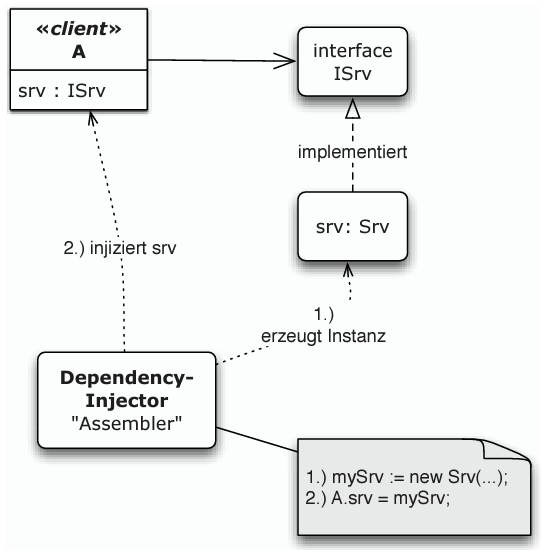 «client»
A
srv : ISrv
interface
ISrv
implementiert
srv: Srv
2.) injiziert srv
1.)
erzeugt Instanz
Dependency-
Injector
"Assembler"
1.) mySrv := new Srv(...);
2.) A.srv = mySrv;